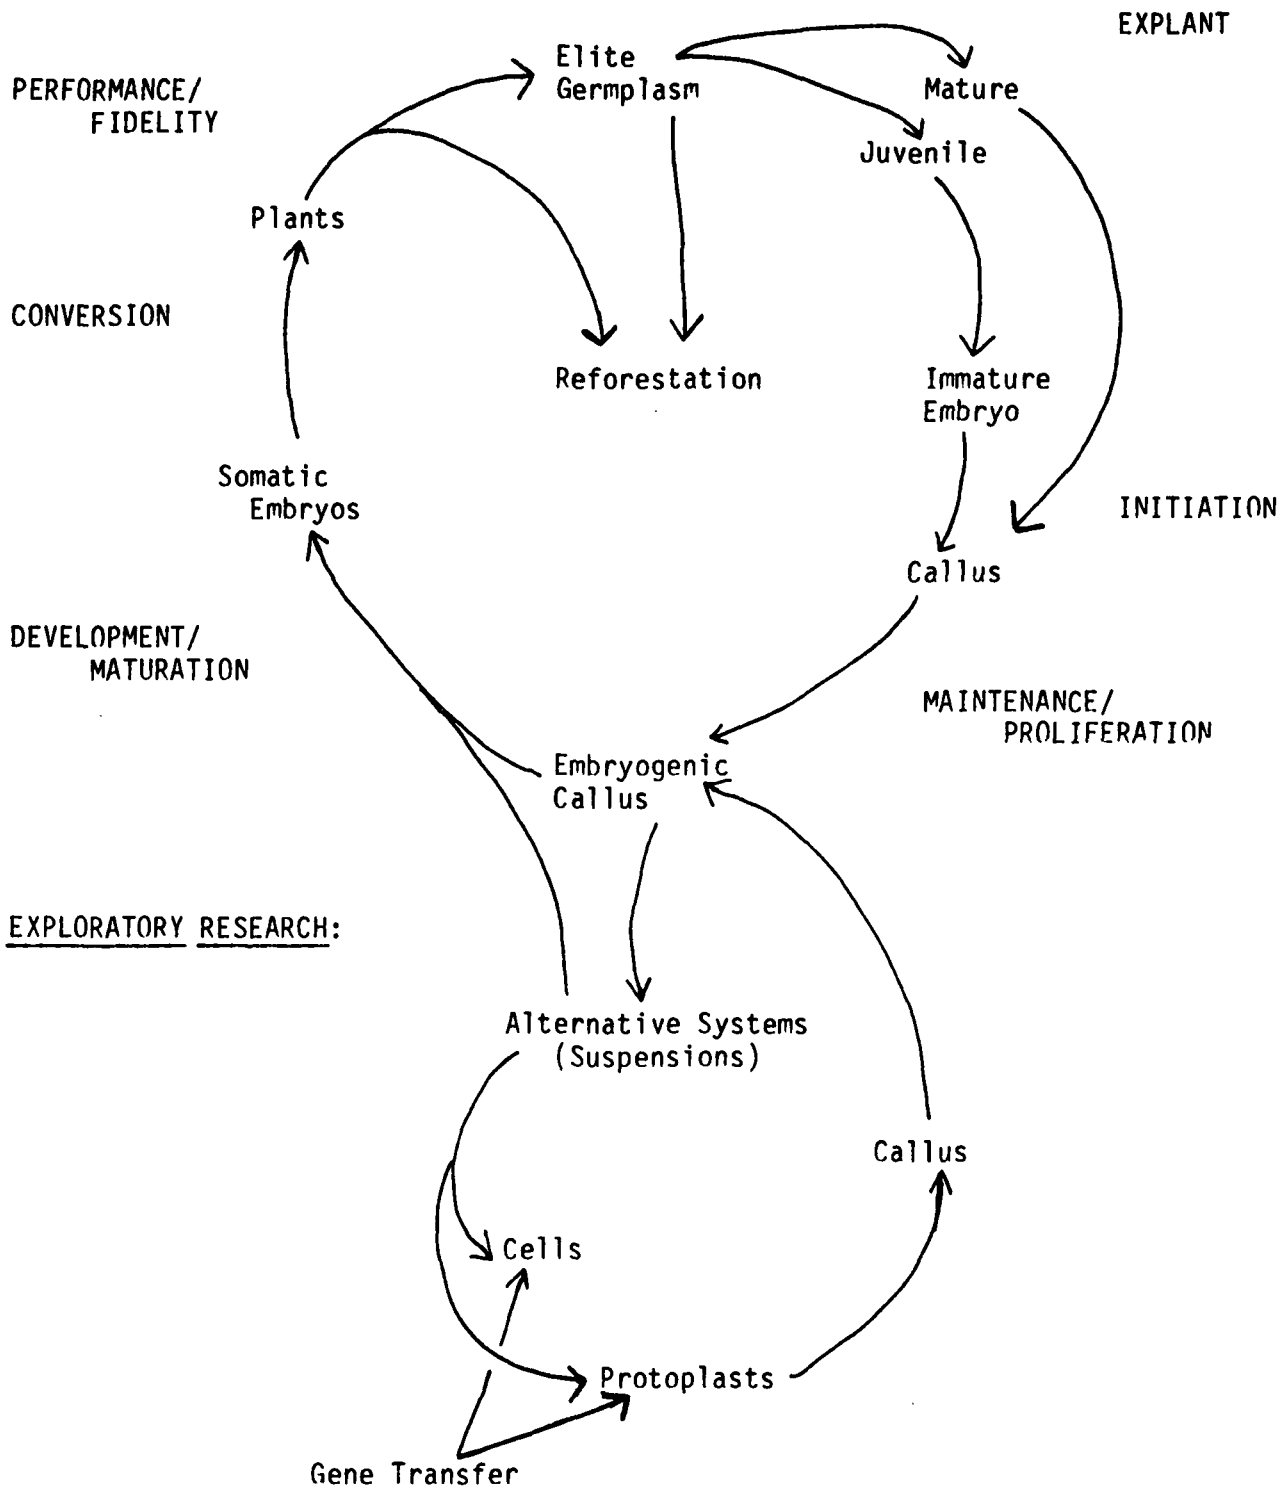 EXPLANT
Elite
Germplasm
Mature
PERFORMANCE/
FIDELITY
Juvenile
Plants
CONVERSION
Reforestation
Immature
Embryo
Somatic
Embryos
INITIATION
Callus
DEVELOPMENT/
MATURATION
MAINTENANCE/
PROLIFERATION
Embryogenic
Callus
EXPLORATORY RESEARCH:
Alternative Systems
(Suspensions)
Callus
Cells
Protoplasts
Gene Transfer